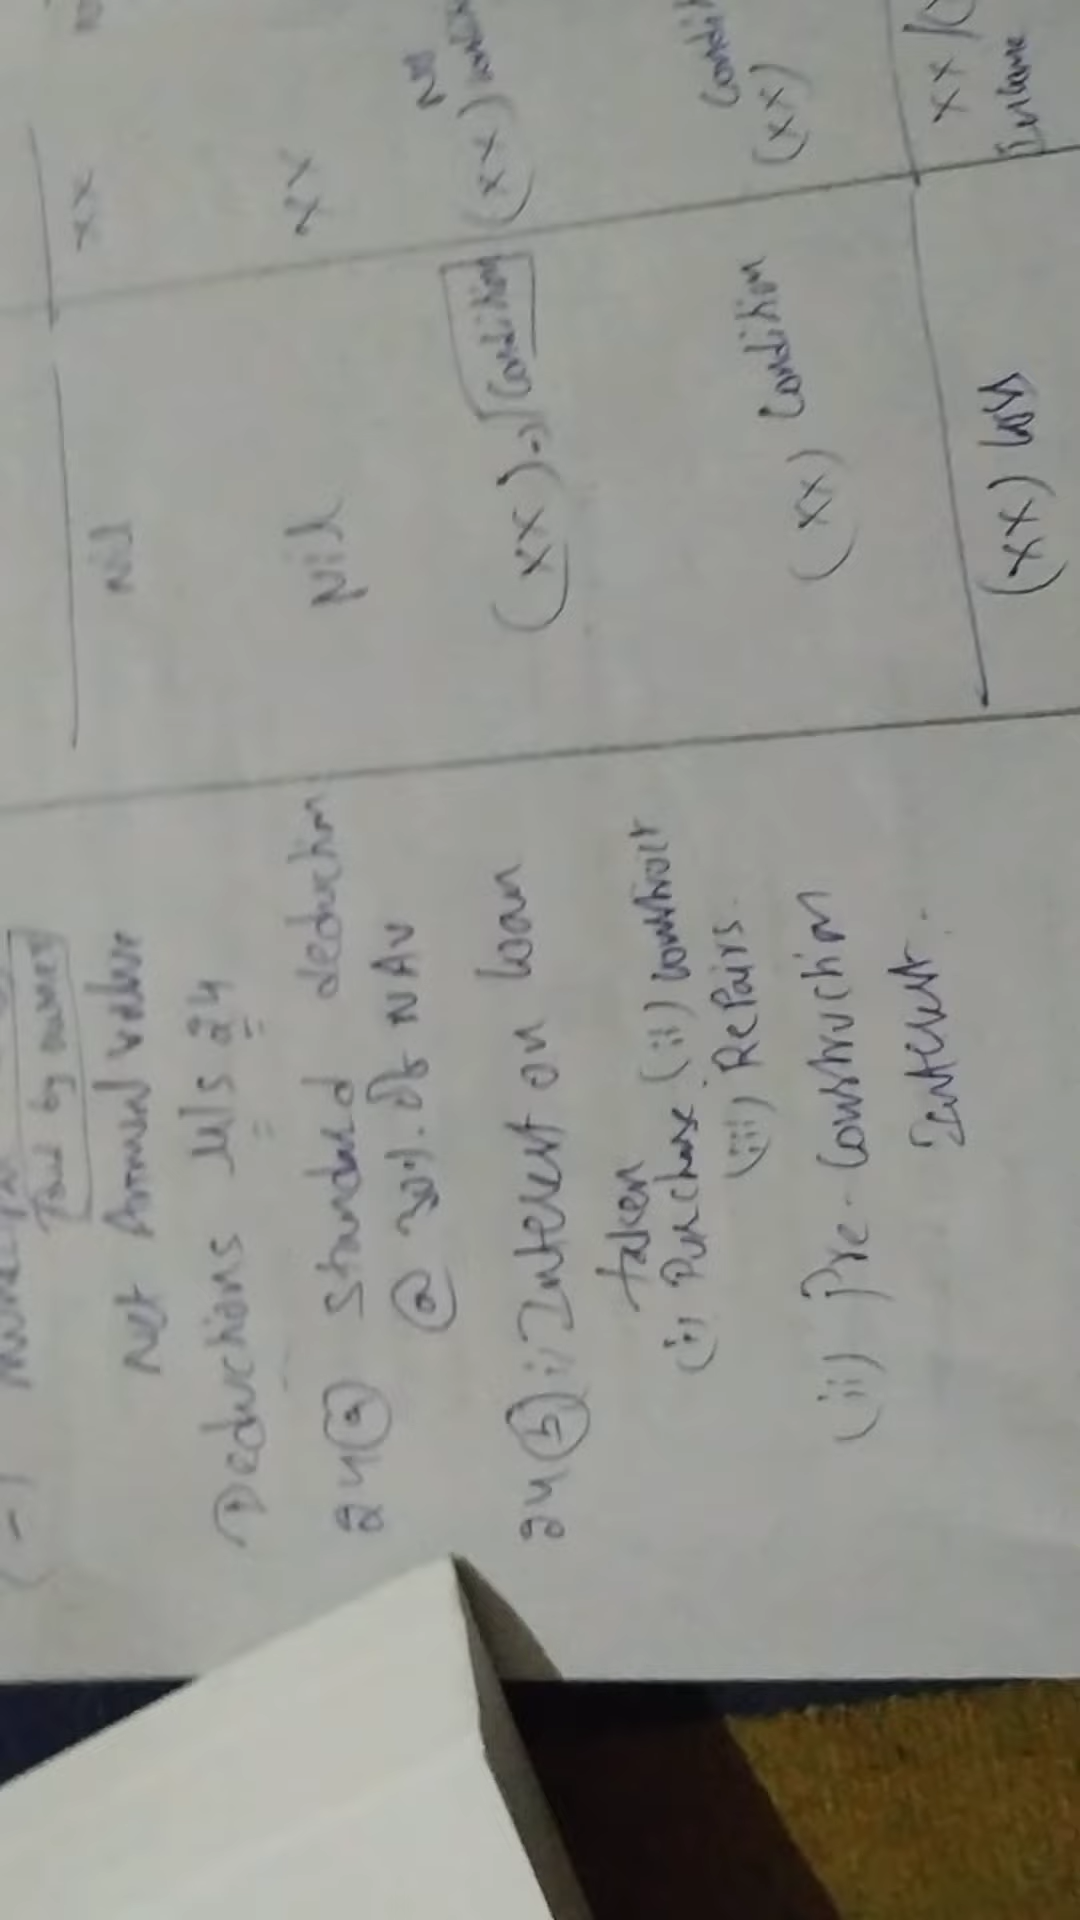 (-)
Paid by owner
Net Annual value Nil xx
Deductions U/S 24
24(a) Standard deduction Nil xx
@ 30%. Of NAV
24(b):i) Interest on loan (xx) Condition (xx) No
taken
(i) Purchase (ii) construct
(iii) Repairs.
(ii) Pre-Construction (xx) Condition (xx)
Interest.
(xx) loss xx/(
Income